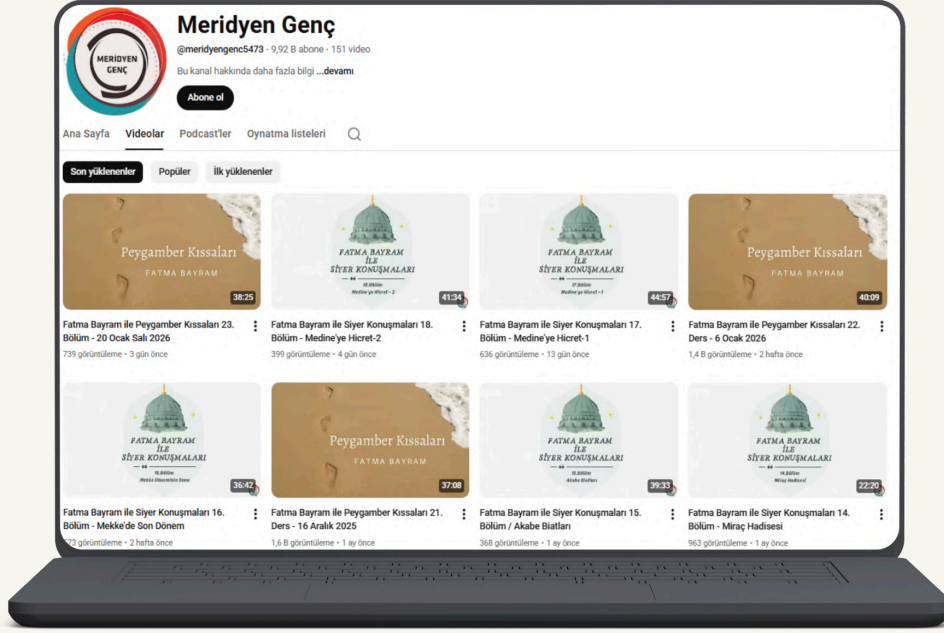 MERİDYEN
GENÇ
Meridyen Genç
@meridyengenc5473 · 9,92 B abone · 151 video
Bu kanal hakkında daha fazla bilgi ...devamı
Abone ol
Ana Sayfa Videolar Podcast'ler Oynatma listeleri
Son yüklenenler Popüler İlk yüklenenler
Peygamber Kıssaları
FATMA BAYRAM
38:25
FATMA BAYRAM
İLE
SİYER KONUŞMALARI
18.Bölüm
Medine'ye Hicret - 2
41:34
FATMA BAYRAM
İLE
SİYER KONUŞMALARI
17.Bölüm
Medine'ye Hicret - 1
44:57
Peygamber Kıssaları
FATMA BAYRAM
40:09
Fatma Bayram ile Peygamber Kıssaları 23.
Bölüm - 20 Ocak Salı 2026
739 görüntüleme · 3 gün önce
Fatma Bayram ile Siyer Konuşmaları 18.
Bölüm - Medine'ye Hicret-2
399 görüntüleme · 4 gün önce
Fatma Bayram ile Siyer Konuşmaları 17.
Bölüm - Medine'ye Hicret-1
636 görüntüleme · 13 gün önce
Fatma Bayram ile Peygamber Kıssaları 22.
Ders - 6 Ocak 2026
1,4 B görüntüleme · 2 hafta önce
FATMA BAYRAM
İLE
SİYER KONUŞMALARI
16.Bölüm
Mekke Döneminin Sonu
36:42
Peygamber Kıssaları
FATMA BAYRAM
37:08
FATMA BAYRAM
İLE
SİYER KONUŞMALARI
15.Bölüm
Akabe Biatları
39:33
FATMA BAYRAM
İLE
SİYER KONUŞMALARI
14.Bölüm
Miraç Hadisesi
22:20
Fatma Bayram ile Siyer Konuşmaları 16.
Bölüm - Mekke'de Son Dönem
görüntüleme · 2 hafta önce
Fatma Bayram ile Peygamber Kıssaları 21.
Ders - 16 Aralık 2025
1,6 B görüntüleme · 1 ay önce
Fatma Bayram ile Siyer Konuşmaları 15.
Bölüm / Akabe Biatları
368 görüntüleme · 1 ay önce
Fatma Bayram ile Siyer Konuşmaları 14.
Bölüm - Miraç Hadisesi
963 görüntüleme · 1 ay önce